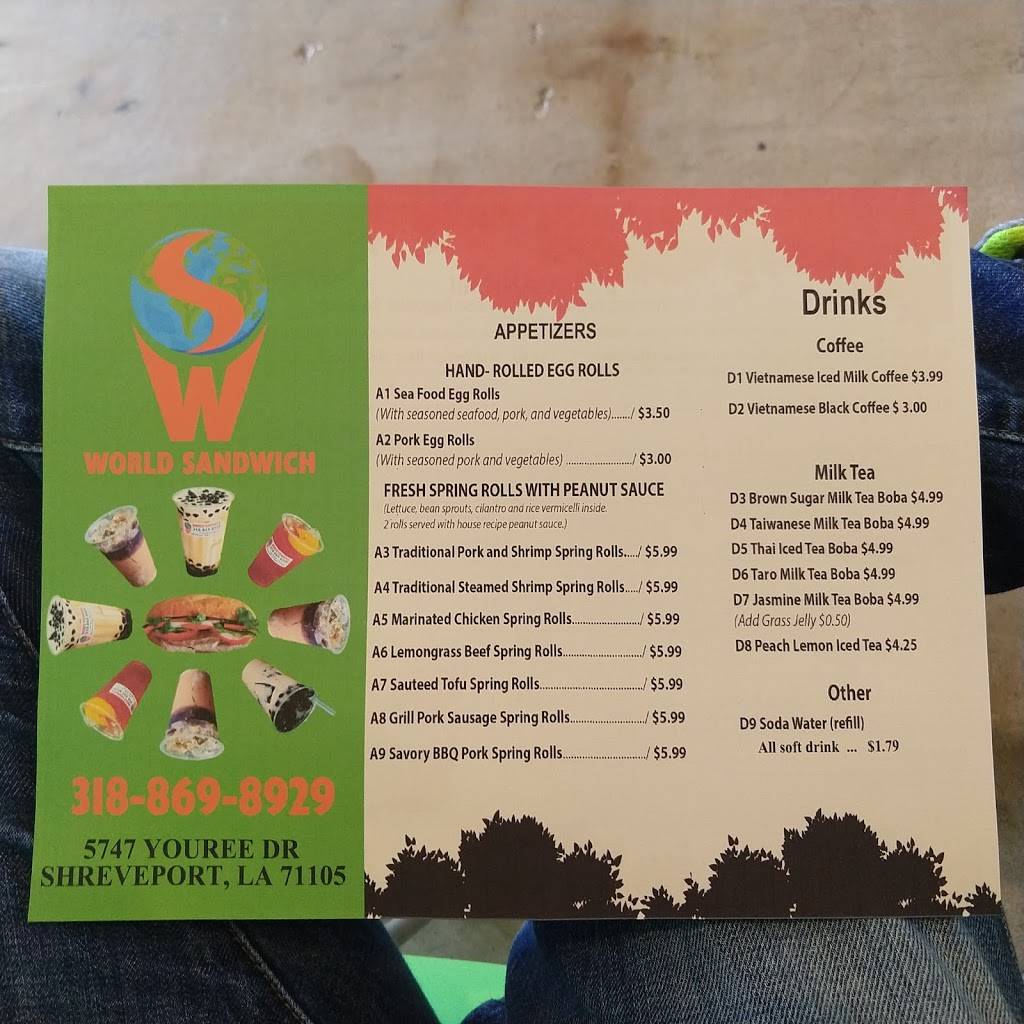 S
W
WORLD SANDWICH
318-869-8929
5747 YOUREE DR
SHREVEPORT, LA 71105
APPETIZERS
HAND- ROLLED EGG ROLLS
A1 Sea Food Egg Rolls
(With seasoned seafood, pork, and vegetables)......./ $3.50
A2 Pork Egg Rolls
(With seasoned pork and vegetables) ......................./ $3.00
FRESH SPRING ROLLS WITH PEANUT SAUCE
(Lettuce, bean sprouts, cilantro and rice vermicelli inside.
2 rolls served with house recipe peanut sauce.)
A3 Traditional Pork and Shrimp Spring Rolls...../ $5.99
A4 Traditional Steamed Shrimp Spring Rolls...../ $5.99
A5 Marinated Chicken Spring Rolls......................./ $5.99
A6 Lemongrass Beef Spring Rolls........................./ $5.99
A7 Sauteed Tofu Spring Rolls................................/ $5.99
A8 Grill Pork Sausage Spring Rolls......................../ $5.99
A9 Savory BBQ Pork Spring Rolls........................../ $5.99
Drinks
Coffee
D1 Vietnamese Iced Milk Coffee $3.99
D2 Vietnamese Black Coffee $ 3.00
Milk Tea
D3 Brown Sugar Milk Tea Boba $4.99
D4 Taiwanese Milk Tea Boba $4.99
D5 Thai Iced Tea Boba $4.99
D6 Taro Milk Tea Boba $4.99
D7 Jasmine Milk Tea Boba $4.99
(Add Grass Jelly $0.50)
D8 Peach Lemon Iced Tea $4.25
Other
D9 Soda Water (refill)
All soft drink ... $1.79